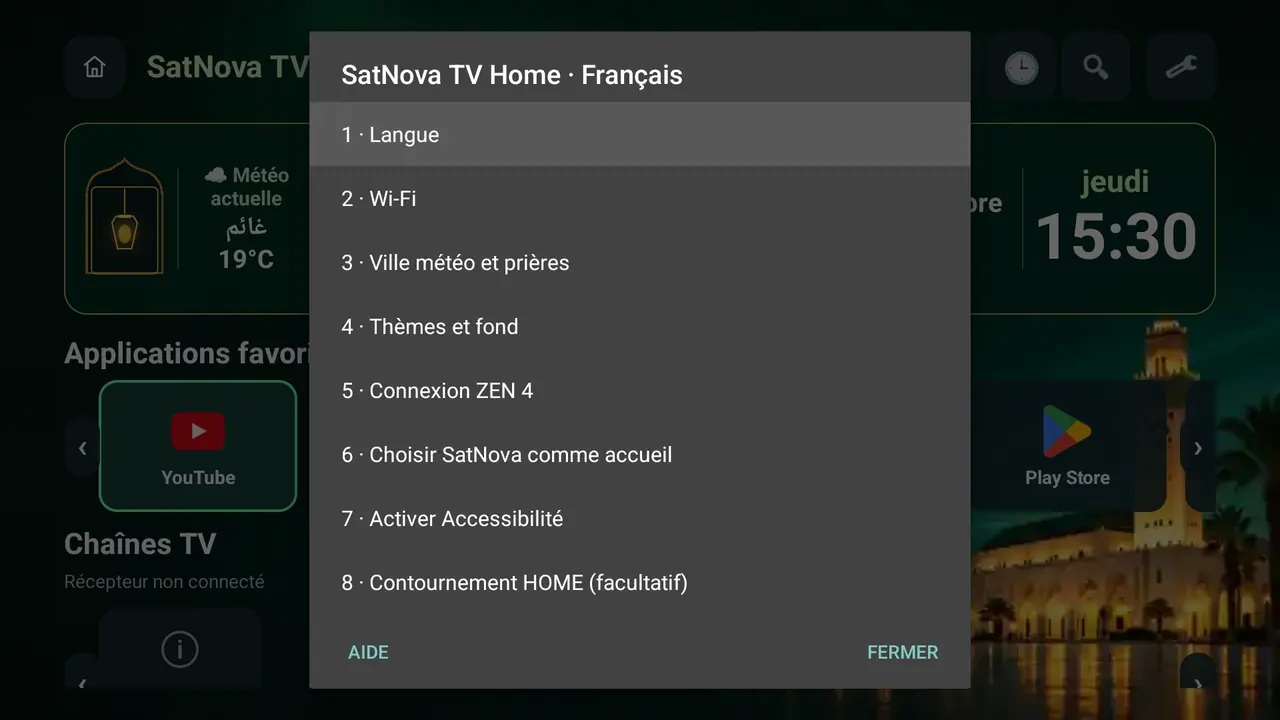 SatNova TV
SatNova TV Home · Français
1 · Langue
2 · Wi-Fi
3 · Ville météo et prières
4 · Thèmes et fond
5 · Connexion ZEN 4
6 · Choisir SatNova comme accueil
7 · Activer Accessibilité
8 · Contournement HOME (facultatif)
AIDE
FERMER
Météo
actuelle
غائم
19°C
jeudi
15:30
Applications
YouTube
Play Store
Chaînes TV
Récepteur non connecté